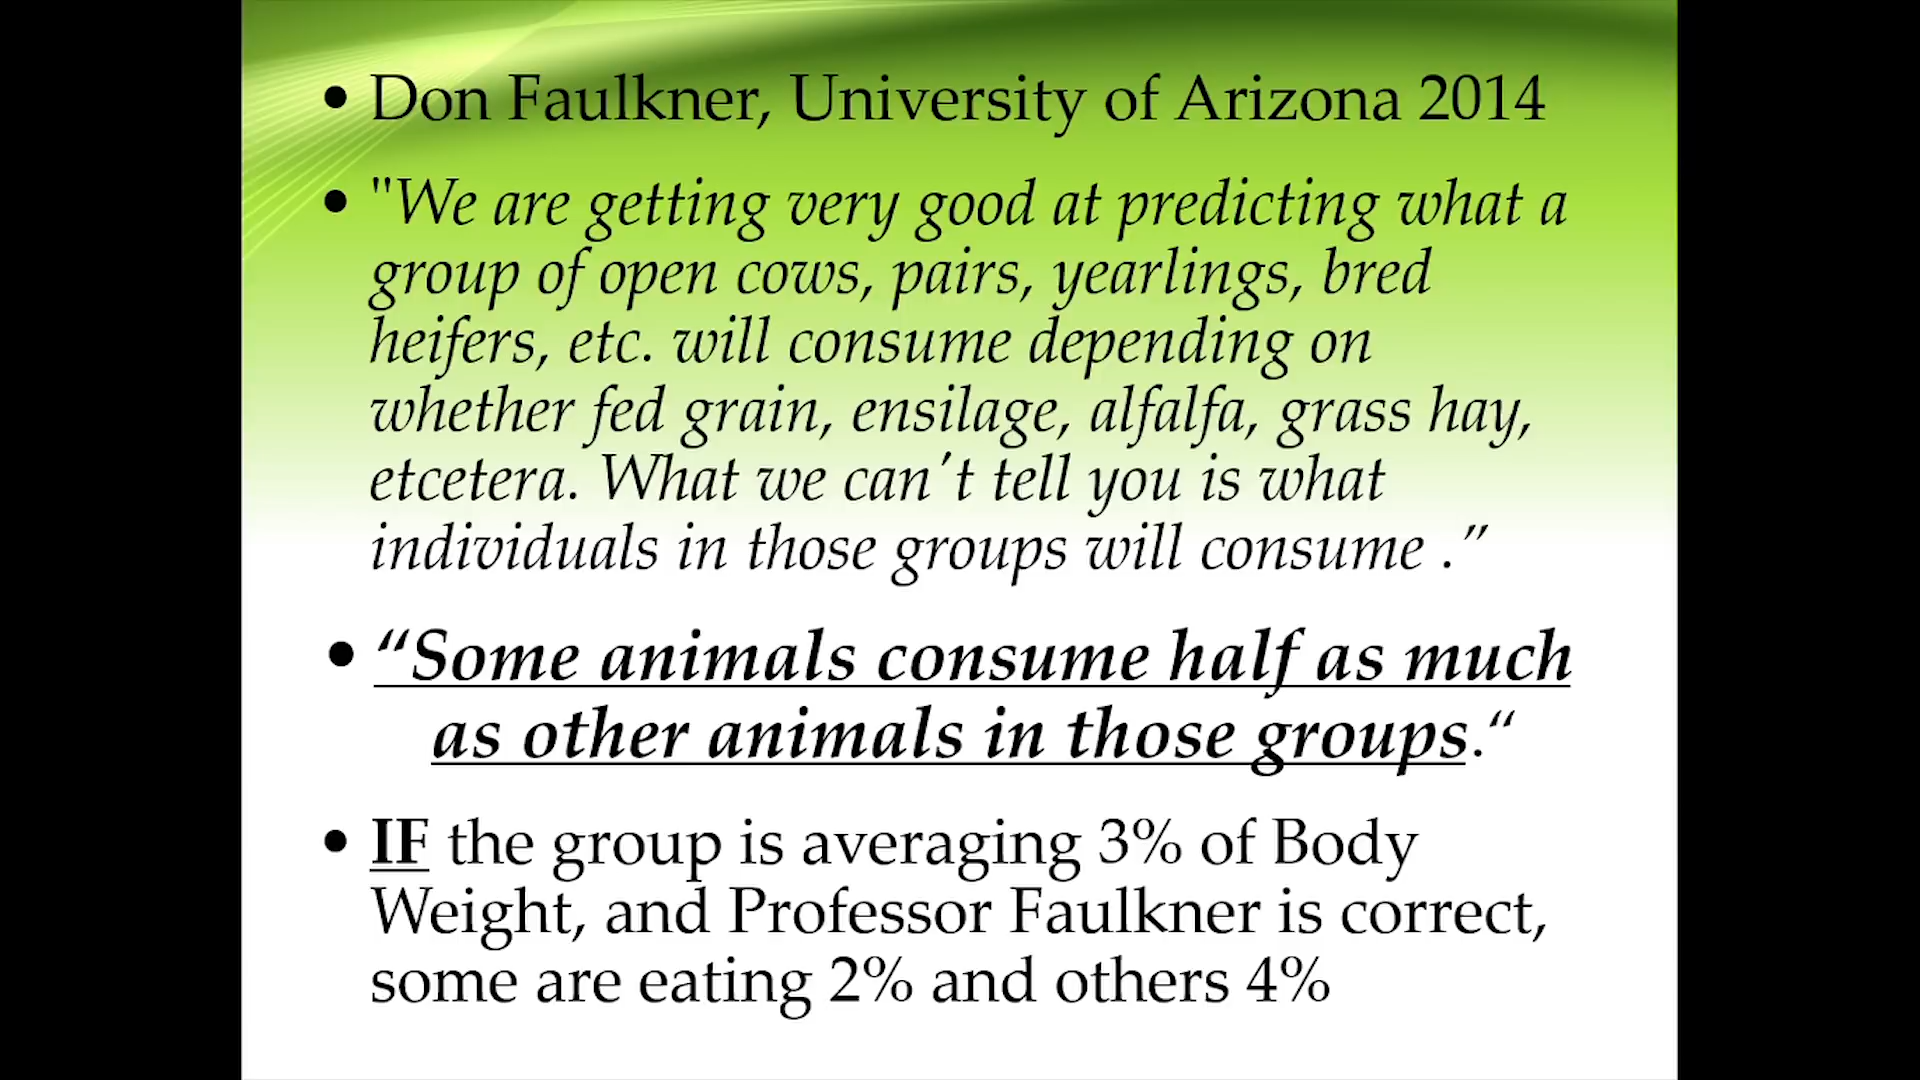 • Don Faulkner, University of Arizona 2014
• "We are getting very good at predicting what a
group of open cows, pairs, yearlings, bred
heifers, etc. will consume depending on
whether fed grain, ensilage, alfalfa, grass hay,
etcetera. What we can't tell you is what
individuals in those groups will consume .”
• “Some animals consume half as much
as other animals in those groups.“
• IF the group is averaging 3% of Body
Weight, and Professor Faulkner is correct,
some are eating 2% and others 4%